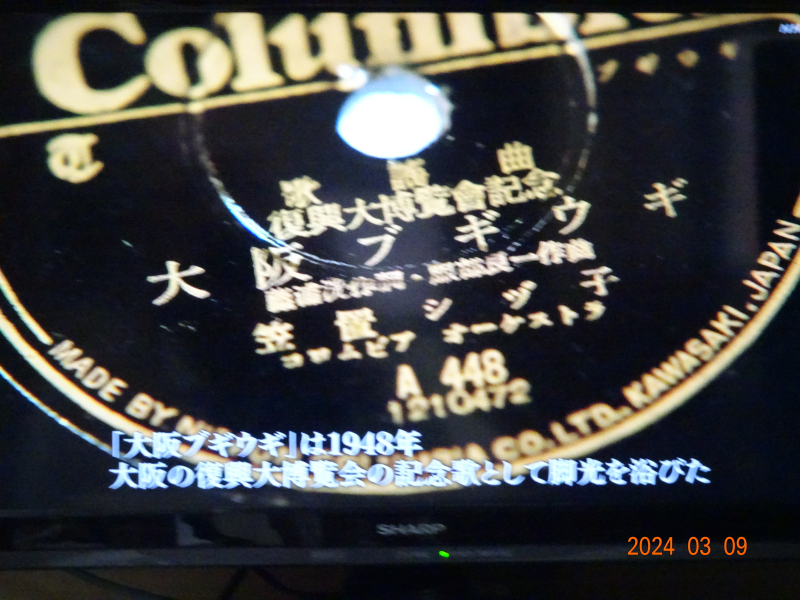 Colum
歌謠曲
復興大博覧會記念
大阪ブギウギ
笠置シヅ子
コロムビア オーケストラ
A 448
1210472
MADE BY
CO., LTD., KAWASAKI, JAPAN
「大阪ブギウギ」は1948年
大阪の復興大博覧会の記念歌として脚光を浴びた
SHARP
2024 03 09